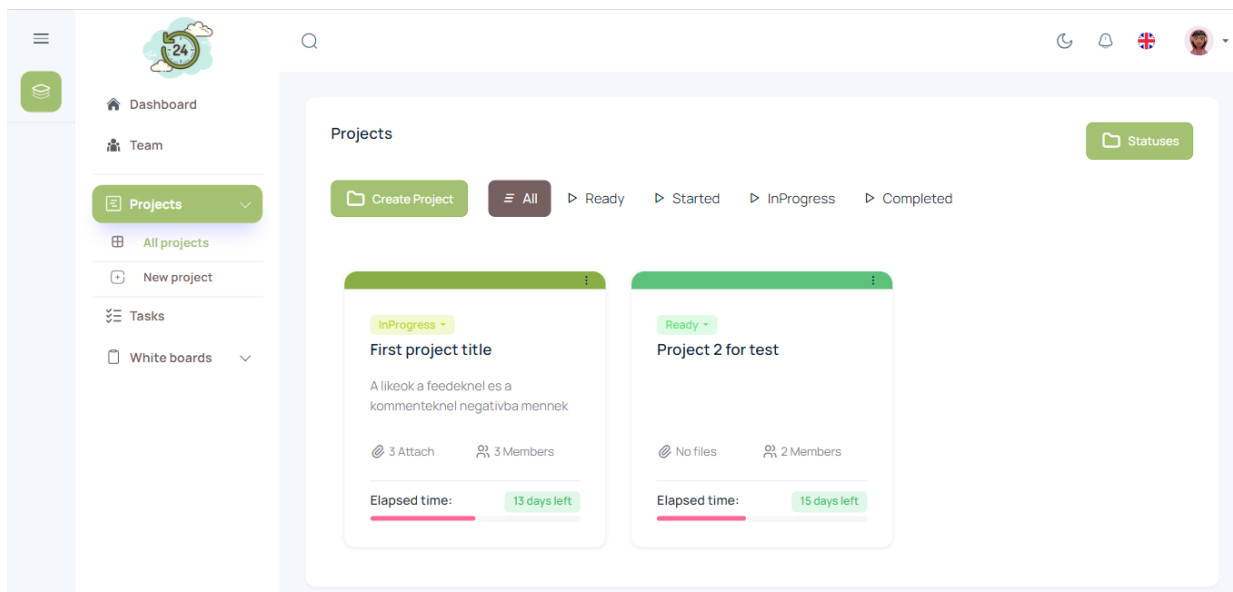 24
Dashboard
Team
Projects
All projects
New project
Tasks
White boards
Projects
Statuses
Create Project
All
Ready
Started
InProgress
Completed
InProgress
First project title
A likeok a feedeknel es a
kommenteknel negativba mennek
3 Attach
3 Members
Elapsed time:
13 days left
Ready
Project 2 for test
No files
2 Members
Elapsed time:
15 days left